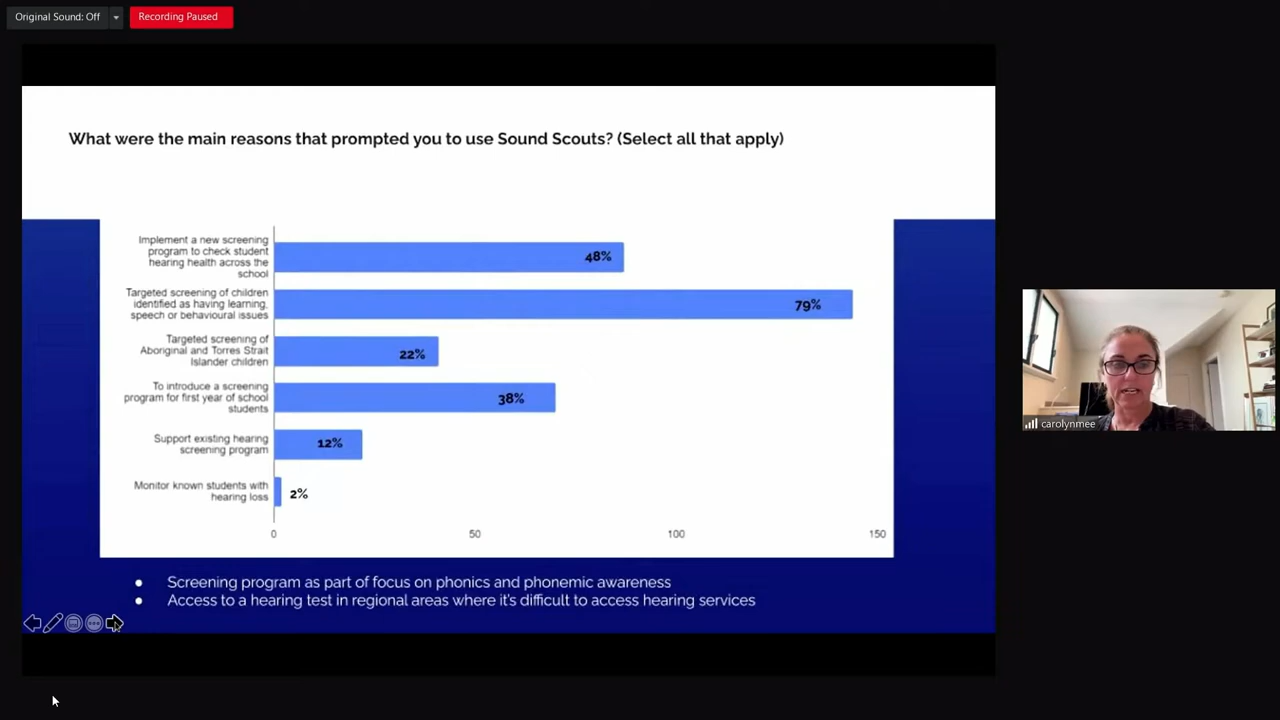 Original Sound: Off
Recording Paused
What were the main reasons that prompted you to use Sound Scouts? (Select all that apply)
Implement a new screening
program to check student
hearing health across the
school
48%
Targeted screening of children
identified as having learning,
speech or behavioural issues
79%
Targeted screening of
Aboriginal and Torres Strait
Islander children
22%
To introduce a screening
program for first year of school
students
38%
Support existing hearing
screening program
12%
Monitor known students with
hearing loss
2%
0 50 100 150
• Screening program as part of focus on phonics and phonemic awareness
• Access to a hearing test in regional areas where it's difficult to access hearing services
carolynmee